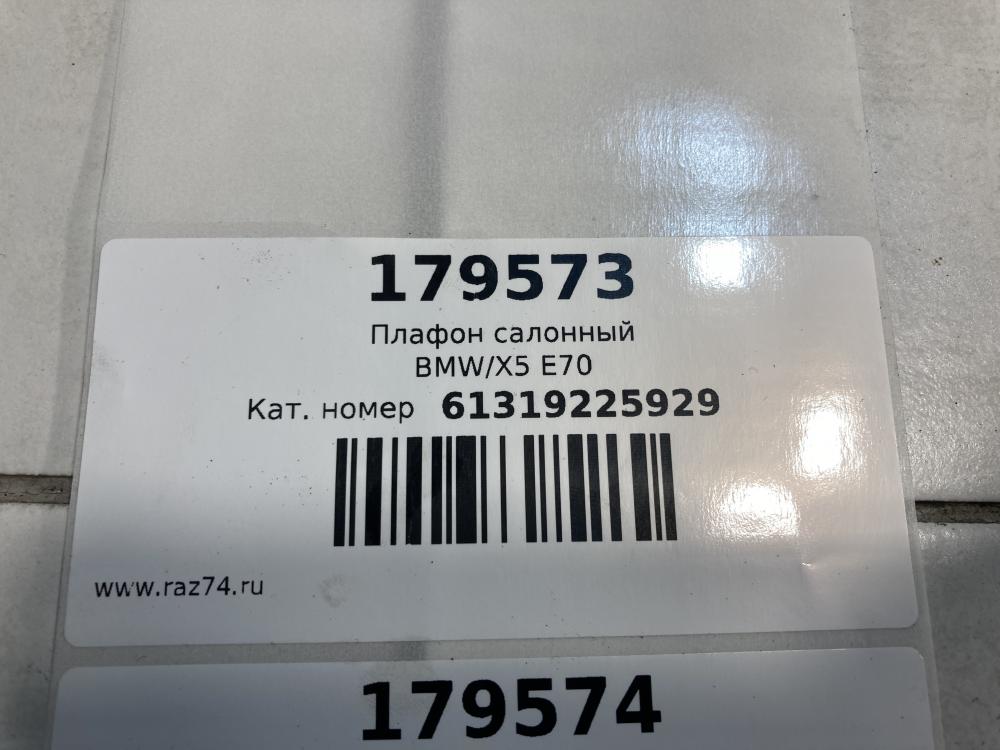 179573
Плафон салонный
BMW/X5 E70
Кат. номер 61319225929
www.raz74.ru
179574